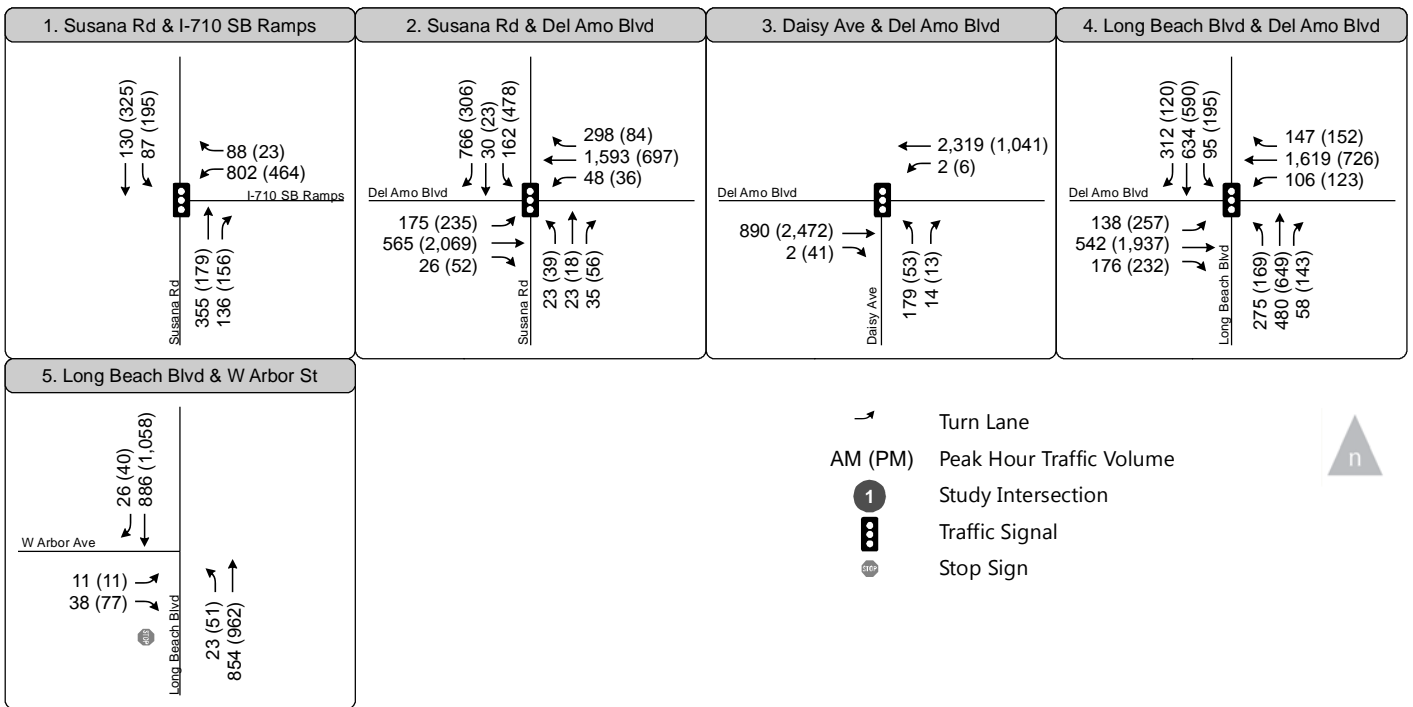 1. Susana Rd & I-710 SB Ramps
130 (325)
87 (195)
88 (23)
802 (464)
I-710 SB Ramps
355 (179)
136 (156)
Susana Rd
2. Susana Rd & Del Amo Blvd
766 (306)
30 (23)
162 (478)
298 (84)
1,593 (697)
48 (36)
Del Amo Blvd
175 (235)
565 (2,069)
26 (52)
23 (39)
23 (18)
35 (56)
Susana Rd
3. Daisy Ave & Del Amo Blvd
2,319 (1,041)
2 (6)
Del Amo Blvd
890 (2,472)
2 (41)
179 (53)
14 (13)
Daisy Ave
4. Long Beach Blvd & Del Amo Blvd
312 (120)
634 (590)
95 (195)
147 (152)
1,619 (726)
106 (123)
Del Amo Blvd
138 (257)
542 (1,937)
176 (232)
275 (169)
480 (649)
58 (143)
Long Beach Blvd
5. Long Beach Blvd & W Arbor St
26 (40)
886 (1,058)
W Arbor Ave
11 (11)
38 (77)
STOP
23 (51)
854 (962)
Long Beach Blvd
Turn Lane
AM (PM) Peak Hour Traffic Volume
1 Study Intersection
Traffic Signal
STOP Stop Sign
n